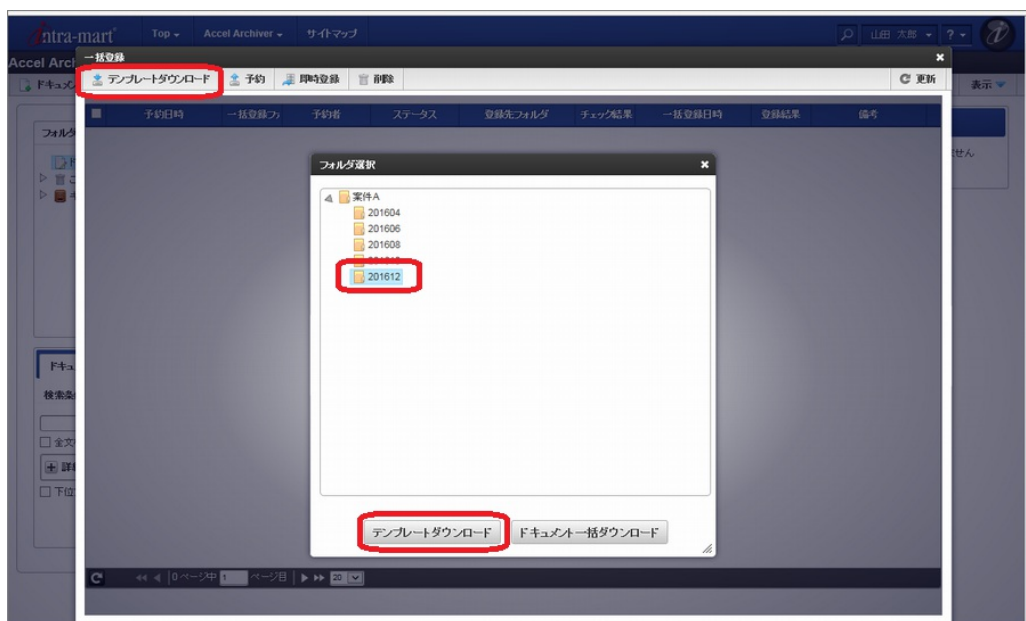 intra-mart Top Accel Archiver サイトマップ 山田 太郎 ?
Accel Arc
一括登録
テンプレートダウンロード 予約 即時登録 削除 更新
ドキュメ 表示
予約日時 一括登録フ 予約者 ステータス 登録先フォルダ チェック結果 一括登録日時 登録結果 備考
フォルダ
せん
フォルダ選択
案件A
201604
201606
201608
201612
ドキュ
検索条
全文
詳
下位
テンプレートダウンロード ドキュメント一括ダウンロード
0 ページ中 1 ページ目 20